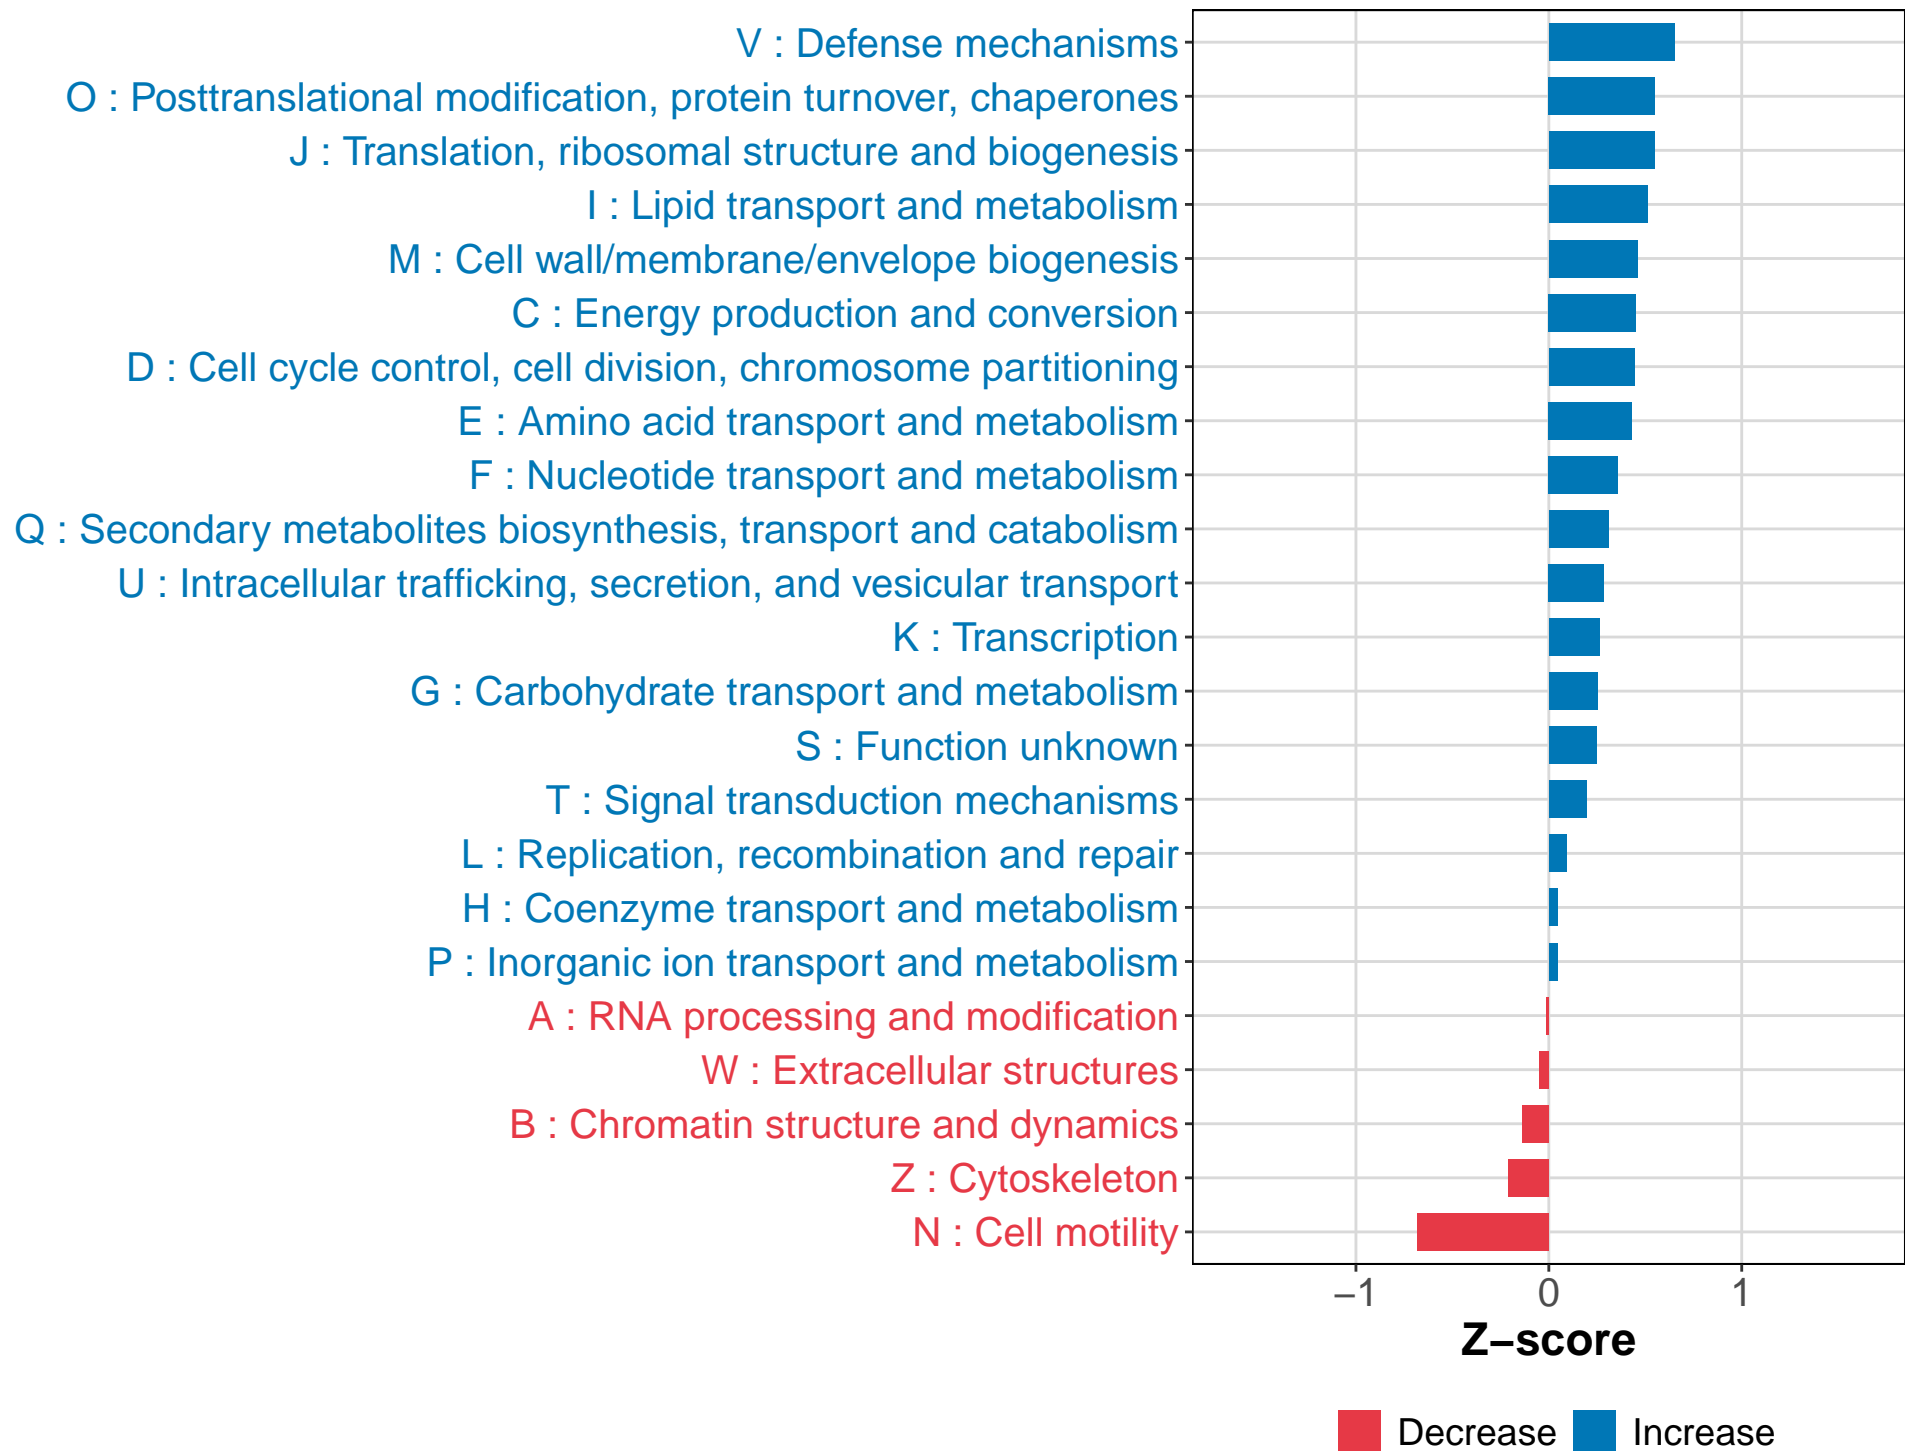 V : Defense mechanisms
O : Posttranslational modification, protein turnover, chaperones
J : Translation, ribosomal structure and biogenesis
I : Lipid transport and metabolism
M : Cell wall/membrane/envelope biogenesis
C : Energy production and conversion
D : Cell cycle control, cell division, chromosome partitioning
E : Amino acid transport and metabolism
F : Nucleotide transport and metabolism
Q : Secondary metabolites biosynthesis, transport and catabolism
U : Intracellular trafficking, secretion, and vesicular transport
K : Transcription
G : Carbohydrate transport and metabolism
S : Function unknown
T : Signal transduction mechanisms
L : Replication, recombination and repair
H : Coenzyme transport and metabolism
P : Inorganic ion transport and metabolism
A : RNA processing and modification
W : Extracellular structures
B : Chromatin structure and dynamics
Z : Cytoskeleton
N : Cell motility
−1 0 1
Z−score
Decrease Increase